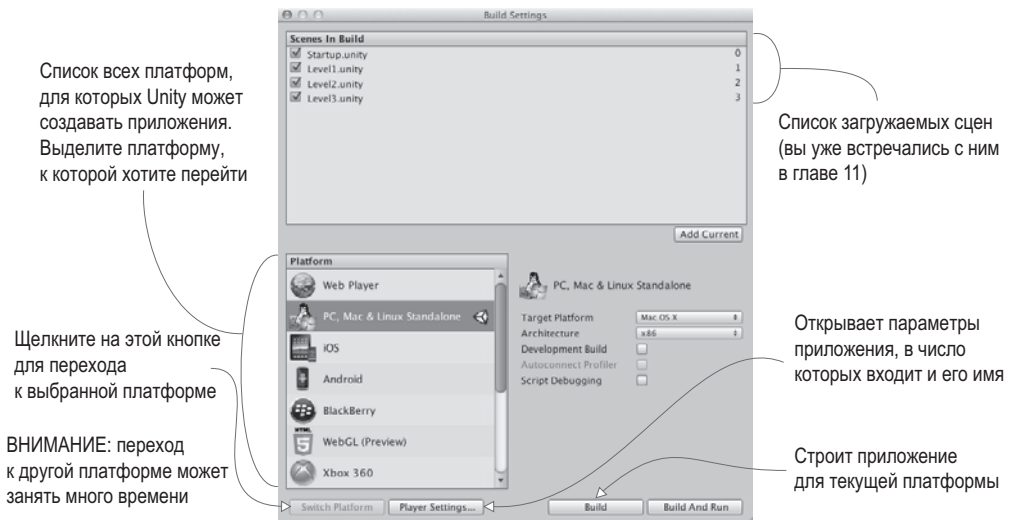 Build Settings
Scenes In Build
Startup.unity 0
Level1.unity 1
Level2.unity 2
Level3.unity 3
Add Current
Список всех платформ,
для которых Unity может
создавать приложения.
Выделите платформу,
к которой хотите перейти
Список загружаемых сцен
(вы уже встречались с ним
в главе 11)
Platform
Web Player
PC, Mac & Linux Standalone
iOS
Android
BlackBerry
HTML
5
WebGL (Preview)
Xbox 360
PC, Mac & Linux Standalone
Target Platform Mac OS X
Architecture x86
Development Build
Autoconnect Profiler
Script Debugging
Щелкните на этой кнопке
для перехода
к выбранной платформе
ВНИМАНИЕ: переход
к другой платформе может
занять много времени
Открывает параметры
приложения, в число
которых входит и его имя
Строит приложение
для текущей платформы
Switch Platform Player Settings... Build Build And Run